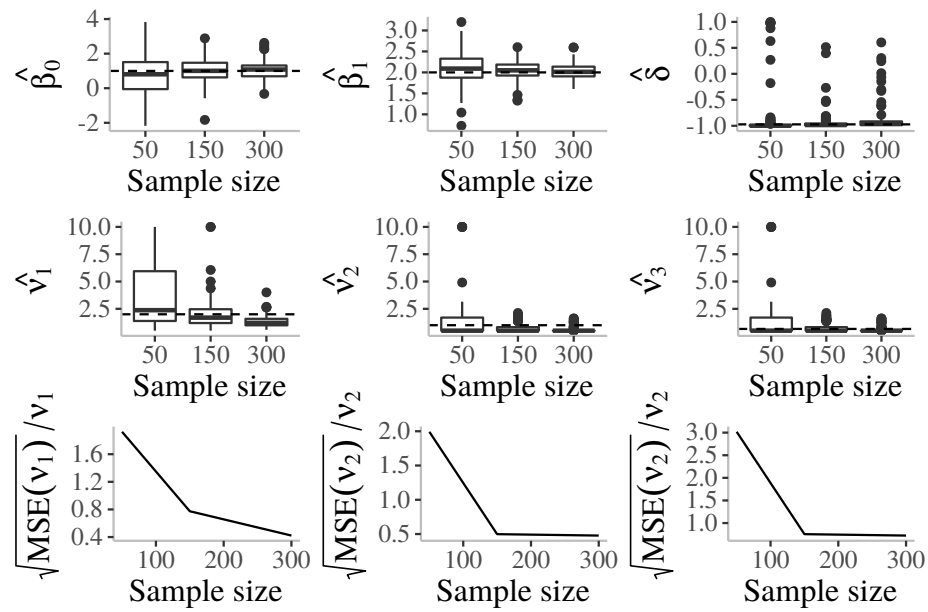 β̂₀
4
2
0
-2
50 150 300
Sample size
β̂₁
3.0
2.5
2.0
1.5
1.0
50 150 300
Sample size
δ̂
1.0
0.5
0.0
-0.5
-1.0
50 150 300
Sample size
ν̂₁
10.0
7.5
5.0
2.5
50 150 300
Sample size
ν̂₂
10.0
7.5
5.0
2.5
50 150 300
Sample size
ν̂₃
10.0
7.5
5.0
2.5
50 150 300
Sample size
√MSE(ν₁) /ν₁
1.6
1.2
0.8
0.4
100 200 300
Sample size
√MSE(ν₂) /ν₂
2.0
1.5
1.0
0.5
100 200 300
Sample size
√MSE(ν₂) /ν₂
3.0
2.5
2.0
1.5
1.0
100 200 300
Sample size